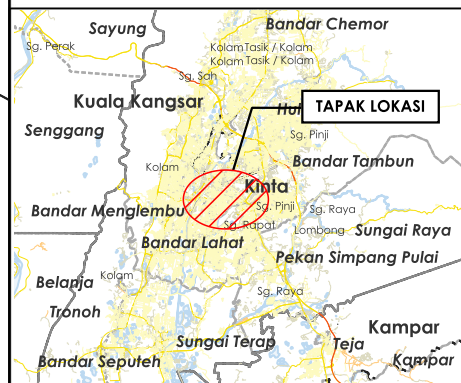 Sayung
Bandar Chemor
Sg. Perak
Kolam Tasik / Kolam
Kolam Tasik / Kolam
Sg. Sah
Kuala Kangsar
TAPAK LOKASI
Senggang
Sg. Pinji
Kolam
Bandar Tambun
Kinta
Sg. Pinji
Bandar Menglembu
Sg. Raya
Sg. Rapat
Lombong
Sungai Raya
Bandar Lahat
Pekan Simpang Pulai
Kolam
Belanja
Sg. Raya
Tronoh
Kampar
Sungai Terap
Teja
Bandar Seputeh
Kampar